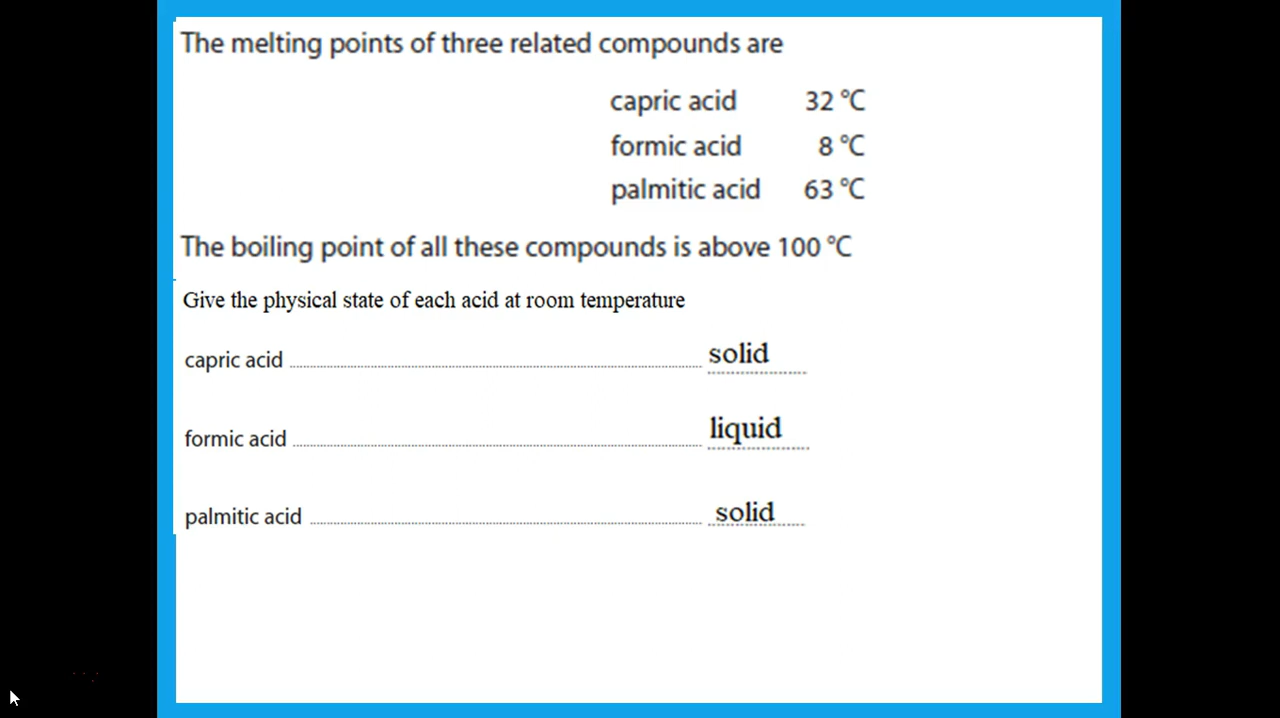 The melting points of three related compounds are
capric acid 32 °C
formic acid 8 °C
palmitic acid 63 °C
The boiling point of all these compounds is above 100 °C
Give the physical state of each acid at room temperature
capric acid ........................ solid
formic acid ........................ liquid
palmitic acid ........................ solid